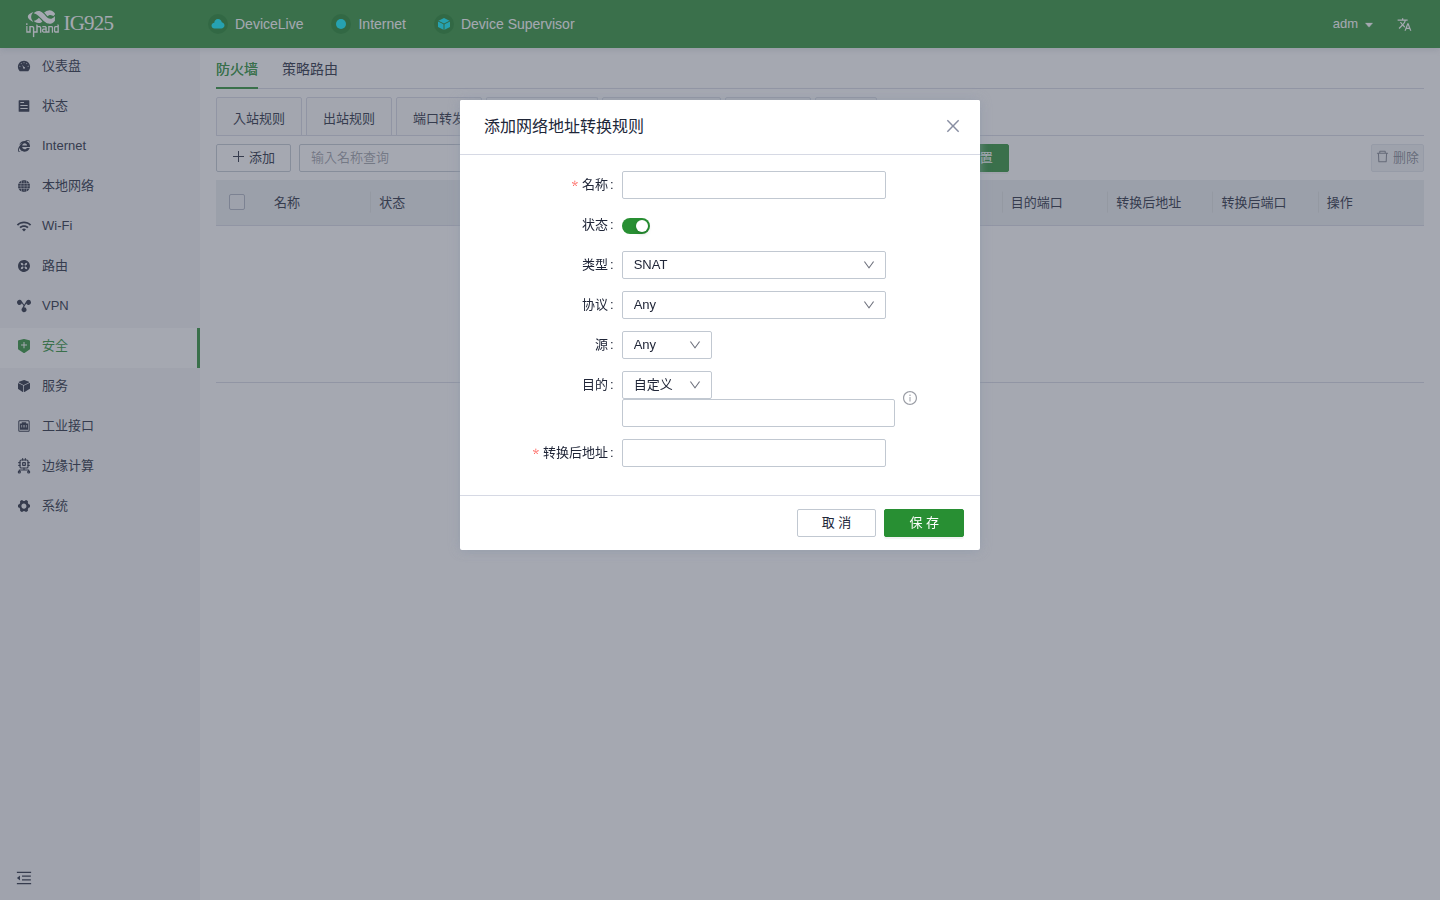 inhand IG925
DeviceLive
Internet
Device Supervisor
adm
仪表盘
状态
Internet
本地网络
Wi-Fi
路由
VPN
安全
服务
工业接口
边缘计算
系统
防火墙
策略路由
入站规则
出站规则
端口转发
添加
输入名称查询
置
删除
名称
状态
目的端口
转换后地址
转换后端口
操作
添加网络地址转换规则
* 名称:
状态:
类型: SNAT
协议: Any
源: Any
目的: 自定义
* 转换后地址:
取 消
保 存